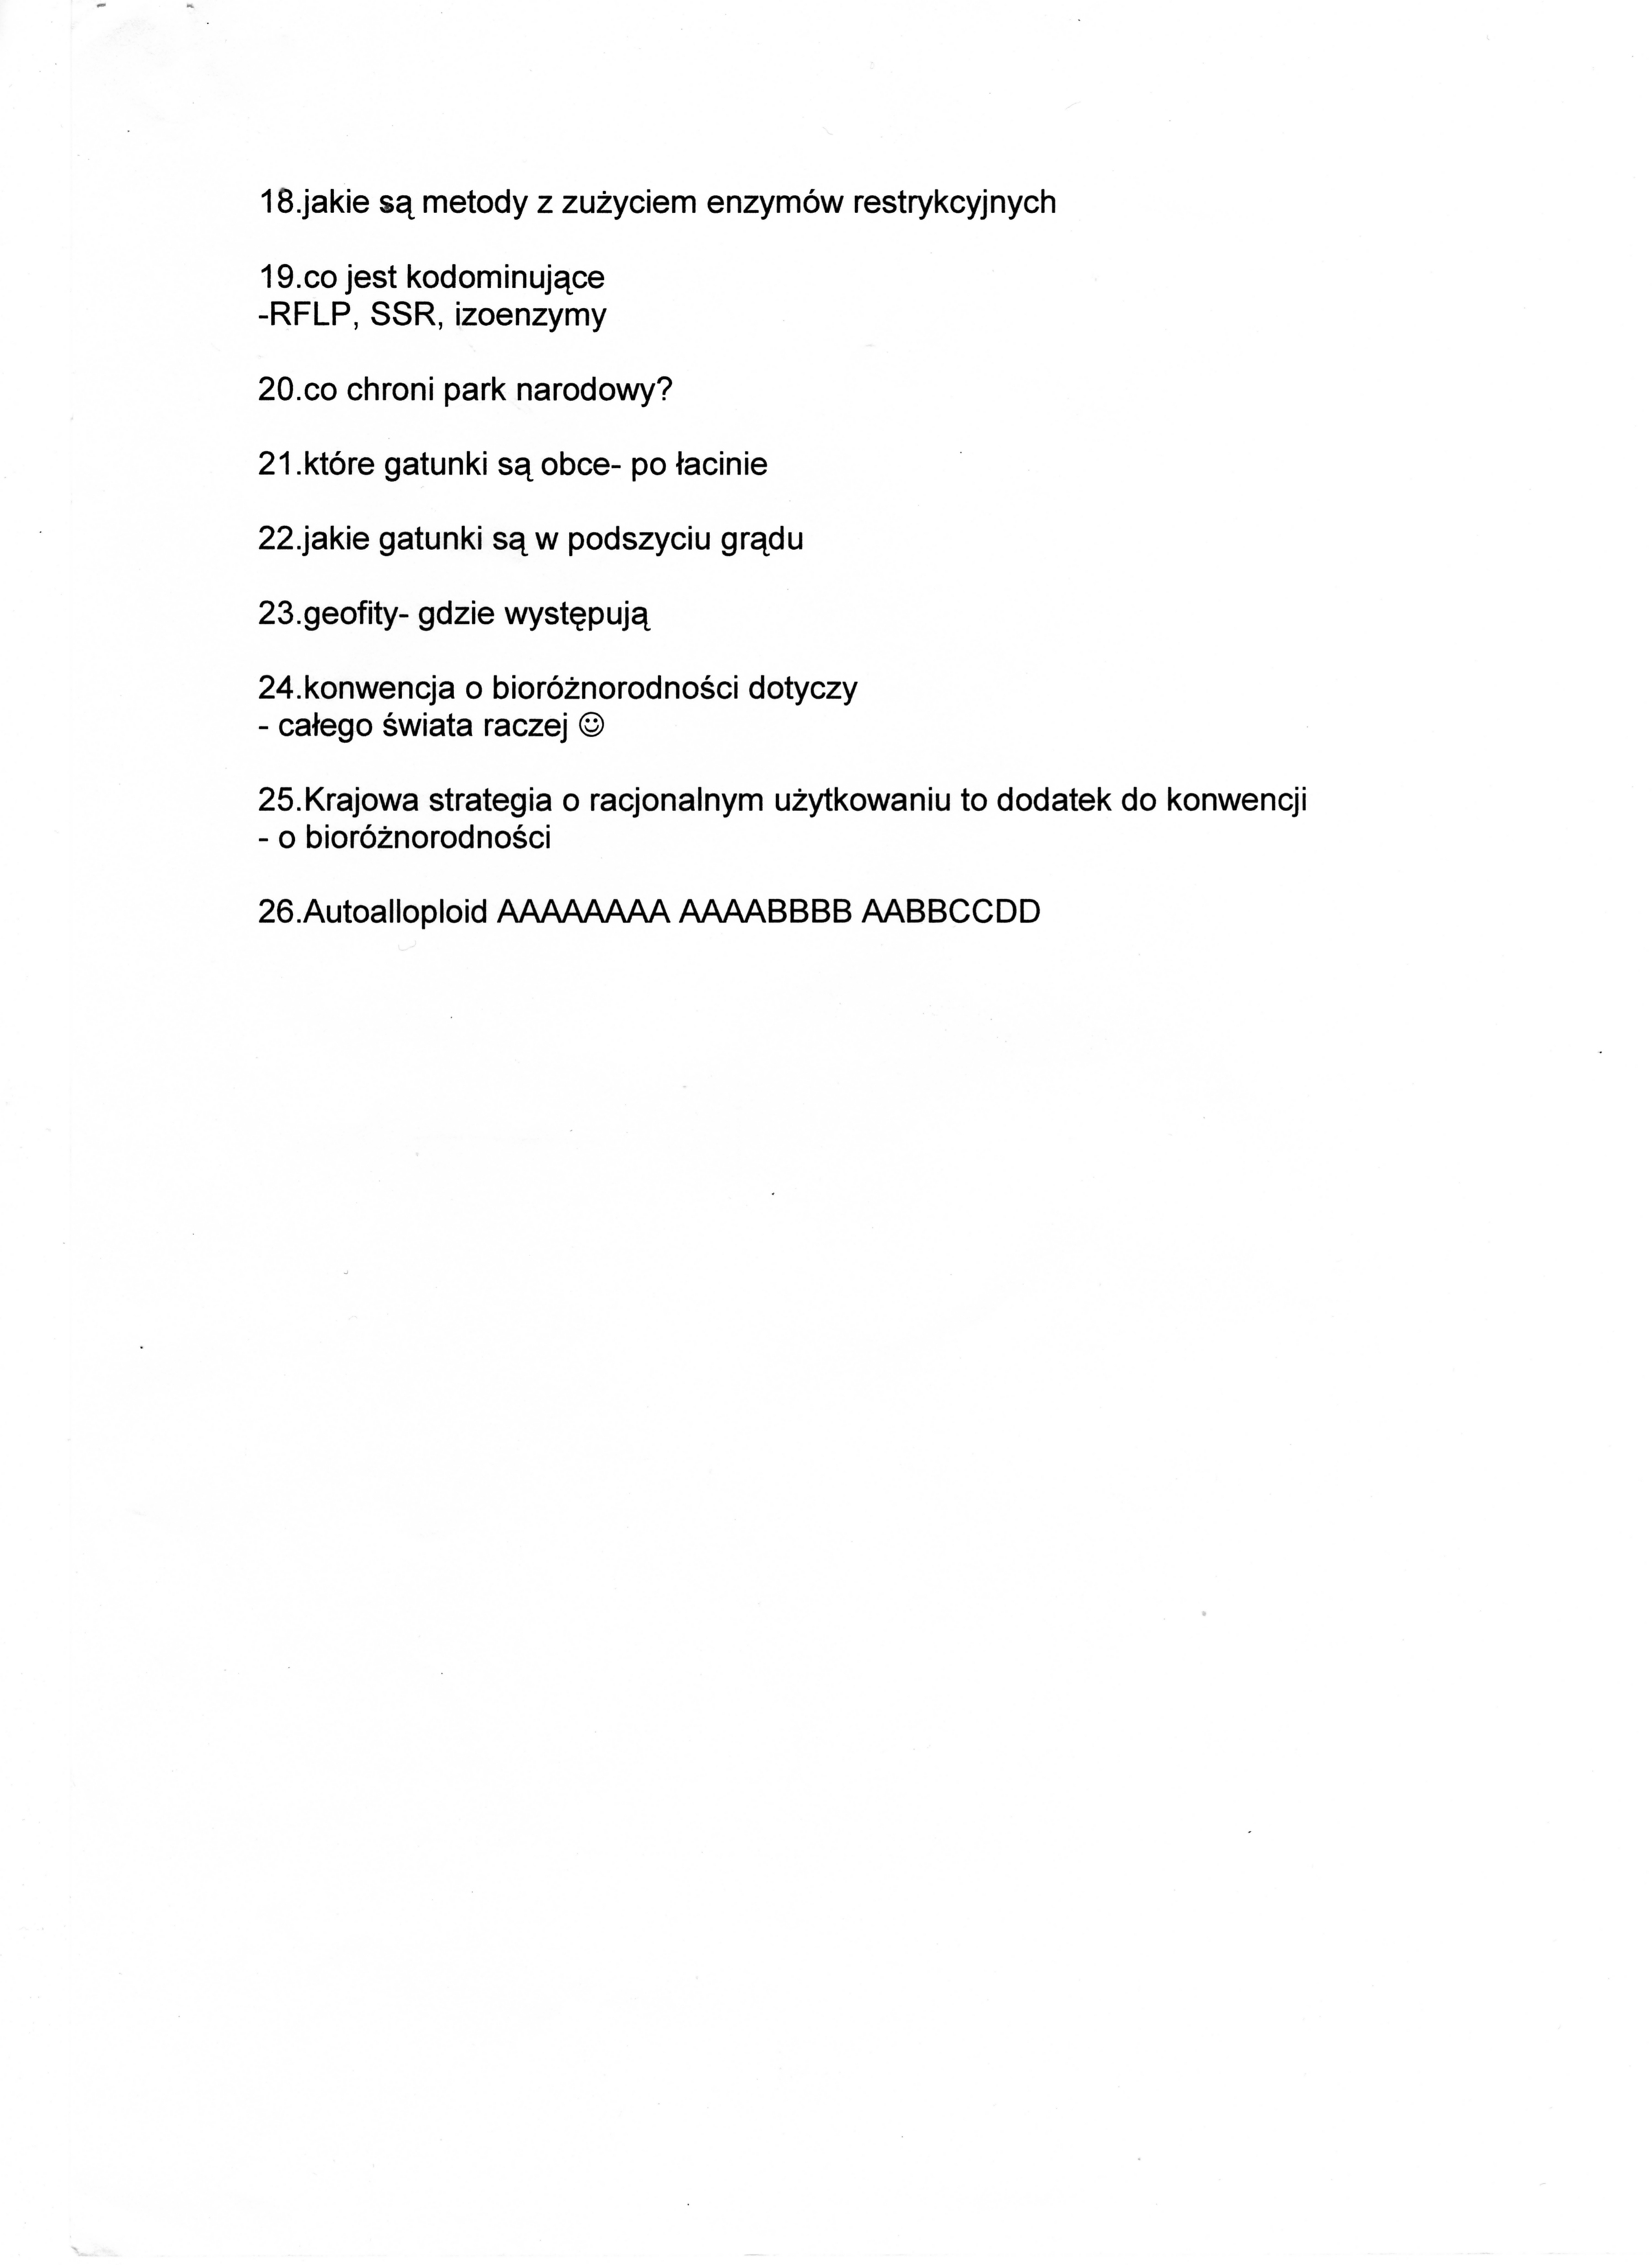 18.jakie są metody z zużyciem enzymów restrykcyjnych
19.co jest kodominujące
-RFLP, SSR, izoenzymy
20.co chroni park narodowy?
21.które gatunki są obce- po łacinie
22.jakie gatunki są w podszyciu grądu
23.geofity- gdzie występują
24.konwencja o bioróżnorodności dotyczy
- całego świata raczej ☺
25.Krajowa strategia o racjonalnym użytkowaniu to dodatek do konwencji
- o bioróżnorodności
26.Autoalloploid AAAAAAAA AAAABBBB AABBCCDD